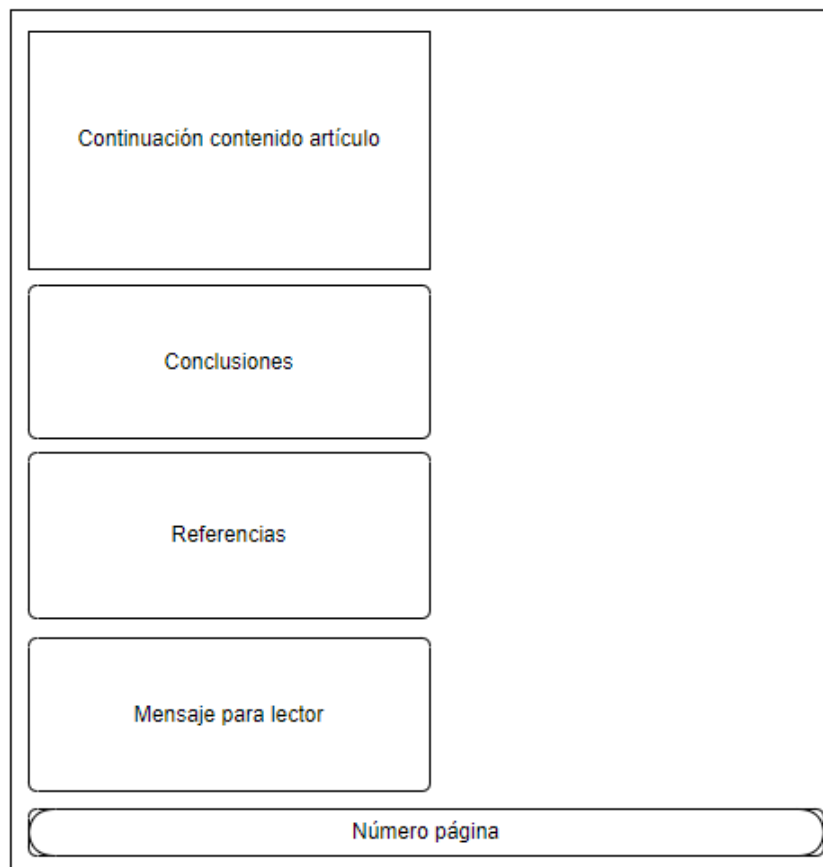 Continuación contenido artículo
Conclusiones
Referencias
Mensaje para lector
Número página